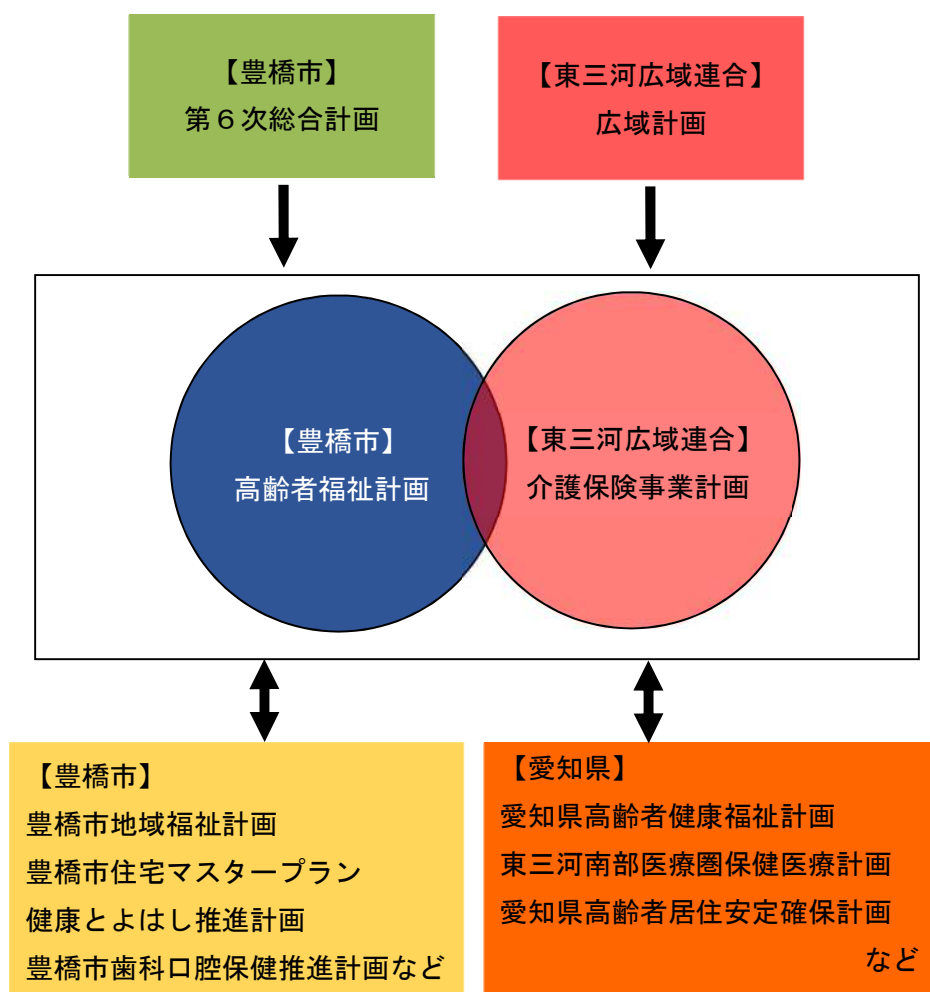 【豊橋市】
第６次総合計画
【東三河広域連合】
広域計画
【豊橋市】
高齢者福祉計画
【東三河広域連合】
介護保険事業計画
【豊橋市】
豊橋市地域福祉計画
豊橋市住宅マスタープラン
健康とよはし推進計画
豊橋市歯科口腔保健推進計画など
【愛知県】
愛知県高齢者健康福祉計画
東三河南部医療圏保健医療計画
愛知県高齢者居住安定確保計画
など